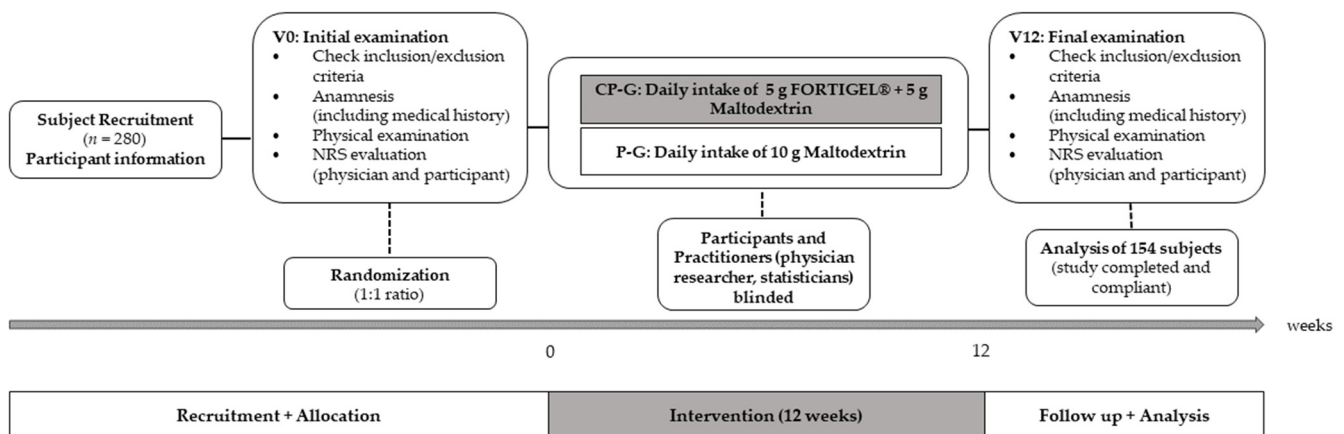 Subject Recruitment
(n = 280)
Participant information
V0: Initial examination
• Check inclusion/exclusion
criteria
• Anamnesis
(including medical history)
• Physical examination
• NRS evaluation
(physician and participant)
Randomization
(1:1 ratio)
CP-G: Daily intake of 5 g FORTIGEL® + 5 g
Maltodextrin
P-G: Daily intake of 10 g Maltodextrin
Participants and
Practitioners (physician
researcher, statisticians)
blinded
V12: Final examination
• Check inclusion/exclusion
criteria
• Anamnesis
(including medical history)
• Physical examination
• NRS evaluation
(physician and participant)
Analysis of 154 subjects
(study completed and
compliant)
weeks
0
12
Recruitment + Allocation
Intervention (12 weeks)
Follow up + Analysis